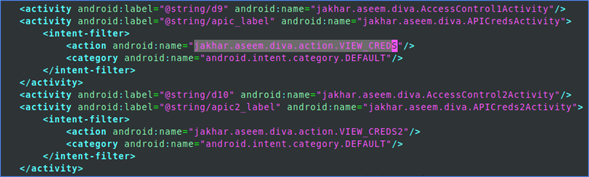 <activity android:label="@string/d9" android:name="jakhar.aseem.diva.AccessControl1Activity"/>
<activity android:label="@string/apic_label" android:name="jakhar.aseem.diva.APICredsActivity">
<intent-filter>
<action android:name="jakhar.aseem.diva.action.VIEW_CREDS"/>
<category android:name="android.intent.category.DEFAULT"/>
</intent-filter>
</activity>
<activity android:label="@string/d10" android:name="jakhar.aseem.diva.AccessControl2Activity"/>
<activity android:label="@string/apic2_label" android:name="jakhar.aseem.diva.APICreds2Activity">
<intent-filter>
<action android:name="jakhar.aseem.diva.action.VIEW_CREDS2"/>
<category android:name="android.intent.category.DEFAULT"/>
</intent-filter>
</activity>